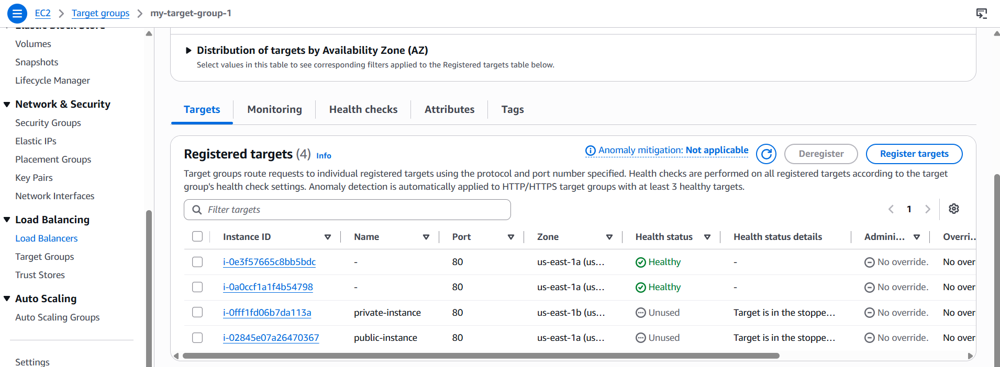 EC2 > Target groups > my-target-group-1
Elastic Block Store
Volumes
Snapshots
Lifecycle Manager
Network & Security
Security Groups
Elastic IPs
Placement Groups
Key Pairs
Network Interfaces
Load Balancing
Load Balancers
Target Groups
Trust Stores
Auto Scaling
Auto Scaling Groups
Settings
Distribution of targets by Availability Zone (AZ)
Select values in this table to see corresponding filters applied to the Registered targets table below.
Targets Monitoring Health checks Attributes Tags
Registered targets (4) Info Anomaly mitigation: Not applicable Deregister Register targets
Target groups route requests to individual registered targets using the protocol and port number specified. Health checks are performed on all registered targets according to the target
group's health check settings. Anomaly detection is automatically applied to HTTP/HTTPS target groups with at least 3 healthy targets.
Filter targets 1
Instance ID Name Port Zone Health status Health status details Admini... Overri..
i-0e3f57665c8bb5bdc - 80 us-east-1a (us... Healthy - No override. No over
i-0a0ccf1a1f4b54798 - 80 us-east-1a (us... Healthy - No override. No over
i-0fff1fd06b7da113a private-instance 80 us-east-1b (us... Unused Target is in the stoppe... No override. No over
i-02845e07a26470367 public-instance 80 us-east-1a (us... Unused Target is in the stoppe... No override. No over